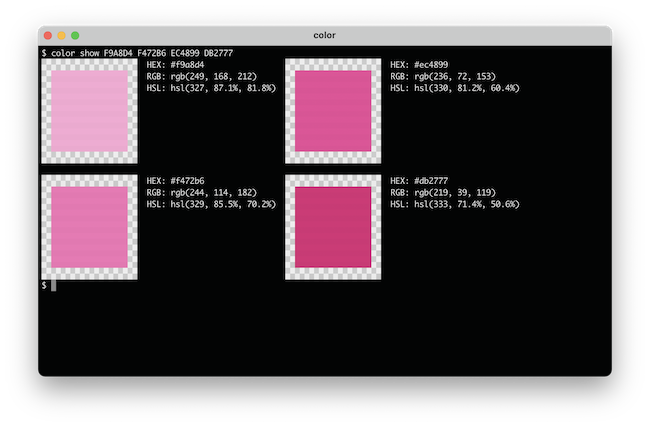 color
$ color show F9A8D4 F472B6 EC4899 DB2777
HEX: #f9a8d4
RGB: rgb(249, 168, 212)
HSL: hsl(327, 87.1%, 81.8%)
HEX: #ec4899
RGB: rgb(236, 72, 153)
HSL: hsl(330, 81.2%, 60.4%)
HEX: #f472b6
RGB: rgb(244, 114, 182)
HSL: hsl(329, 85.5%, 70.2%)
HEX: #db2777
RGB: rgb(219, 39, 119)
HSL: hsl(333, 71.4%, 50.6%)
$